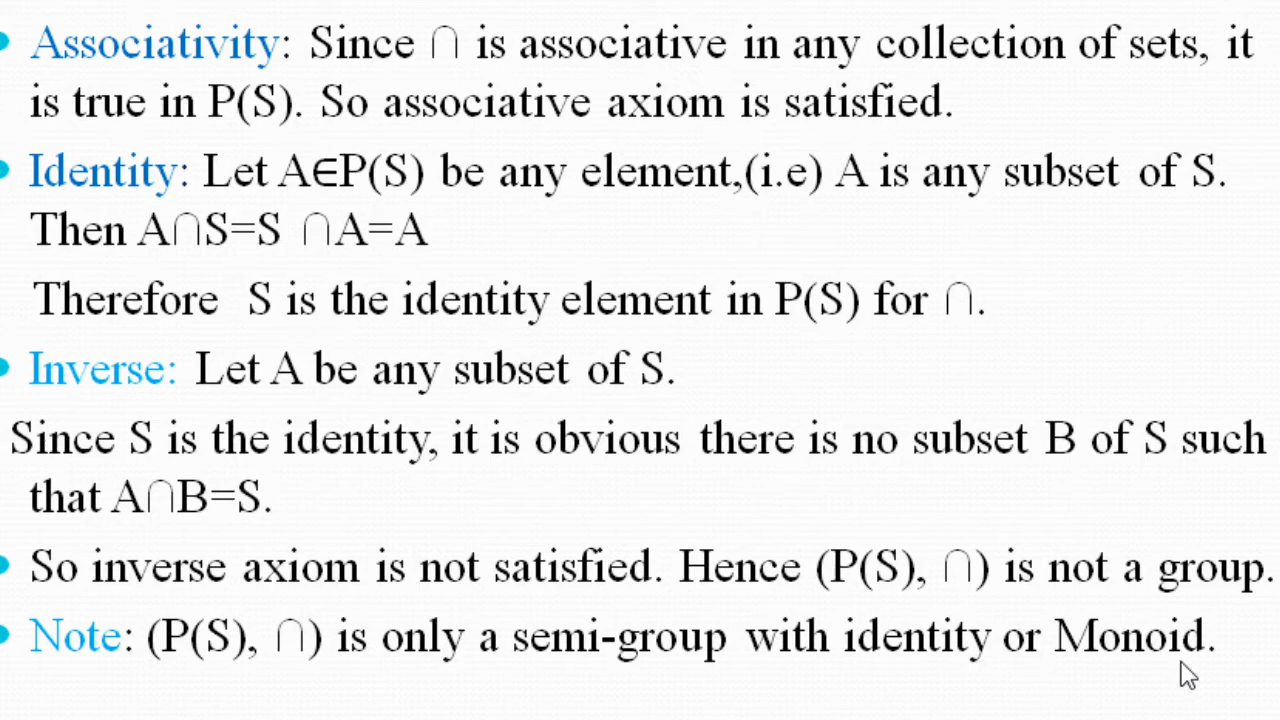 Associativity: Since ∩ is associative in any collection of sets, it
is true in P(S). So associative axiom is satisfied.
Identity: Let A∈P(S) be any element,(i.e) A is any subset of S.
Then A∩S=S ∩A=A
Therefore S is the identity element in P(S) for ∩.
Inverse: Let A be any subset of S.
Since S is the identity, it is obvious there is no subset B of S such
that A∩B=S.
So inverse axiom is not satisfied. Hence (P(S), ∩) is not a group.
Note: (P(S), ∩) is only a semi-group with identity or Monoid.